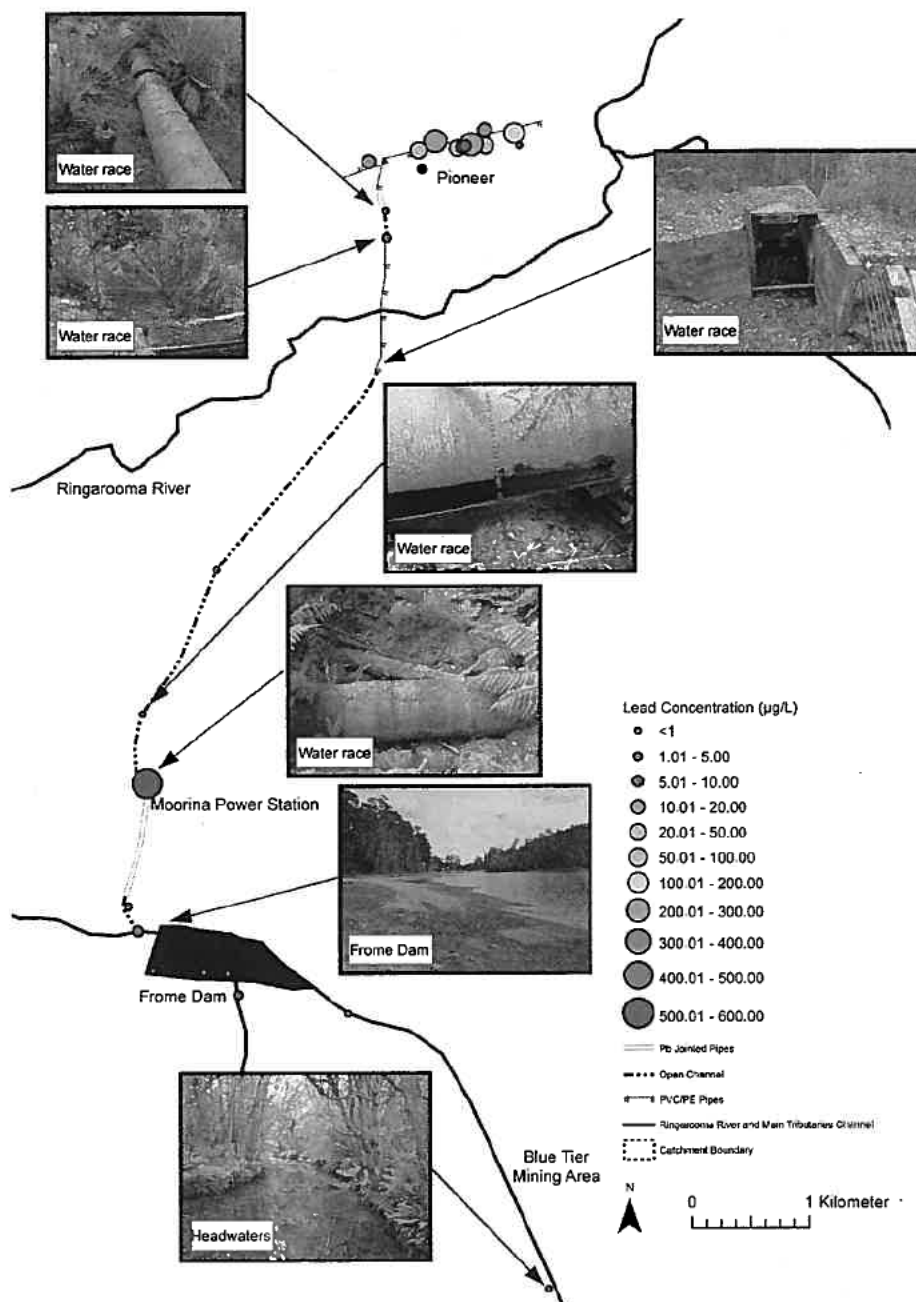 Water race
Pioneer
Water race
Water race
Ringarooma River
Water race
Water race
Moorina Power Station
Lead Concentration (µg/L)
<1
1.01 - 5.00
5.01 - 10.00
10.01 - 20.00
20.01 - 50.00
50.01 - 100.00
100.01 - 200.00
200.01 - 300.00
300.01 - 400.00
400.01 - 500.00
500.01 - 600.00
Pb Jointed Pipes
Open Channel
PVC/PE Pipes
Ringarooma River and Main Tributaries Channel
Catchment Boundary
Frome Dam
Frome Dam
Blue Tier
Mining Area
N
0 1 Kilometer
Headwaters